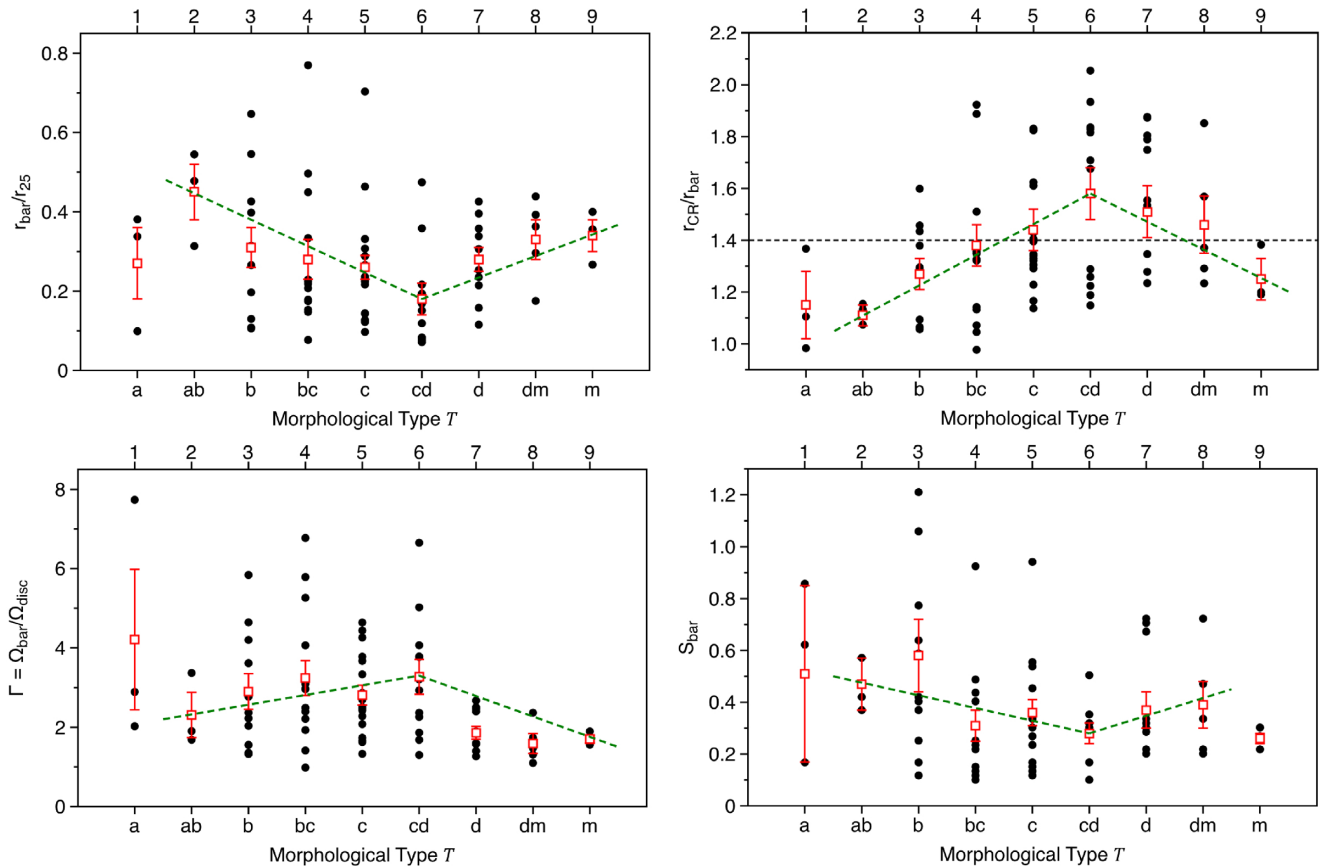 1 2 3 4 5 6 7 8 9
0.8
0.6
0.4
0.2
0
r_bar/r_25
a ab b bc c cd d dm m
Morphological Type T
1 2 3 4 5 6 7 8 9
2.2
2.0
1.8
1.6
1.4
1.2
1.0
r_CR/r_bar
a ab b bc c cd d dm m
Morphological Type T
1 2 3 4 5 6 7 8 9
8
6
4
2
0
Γ = Ω_bar/Ω_disc
a ab b bc c cd d dm m
Morphological Type T
1 2 3 4 5 6 7 8 9
1.2
1.0
0.8
0.6
0.4
0.2
0
S_bar
a ab b bc c cd d dm m
Morphological Type T